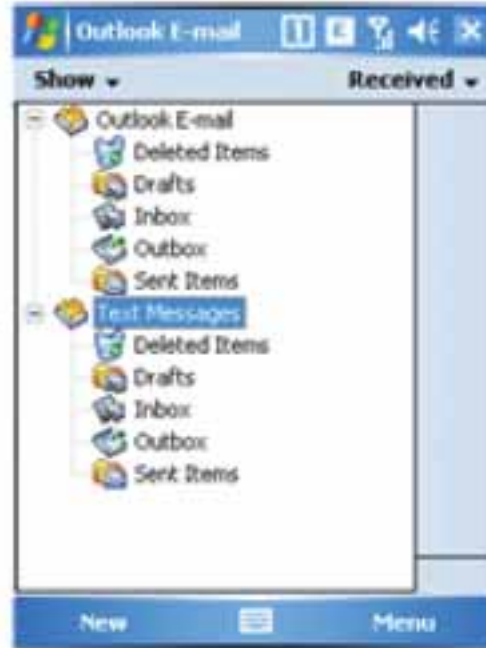 Outlook E-mail
Show Received
Outlook E-mail
Deleted Items
Drafts
Inbox
Outbox
Sent Items
Text Messages
Deleted Items
Drafts
Inbox
Outbox
Sent Items
New Menu